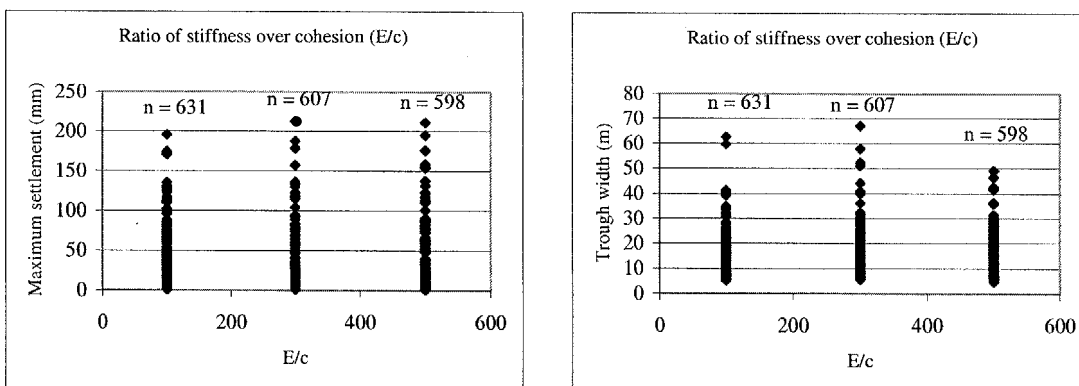 Ratio of stiffness over cohesion (E/c)
Maximum settlement (mm)
250
200
150
100
50
0
n = 631
n = 607
n = 598
0
200
400
600
E/c
Ratio of stiffness over cohesion (E/c)
Trough width (m)
80
70
60
50
40
30
20
10
0
n = 631
n = 607
n = 598
0
200
400
600
E/c